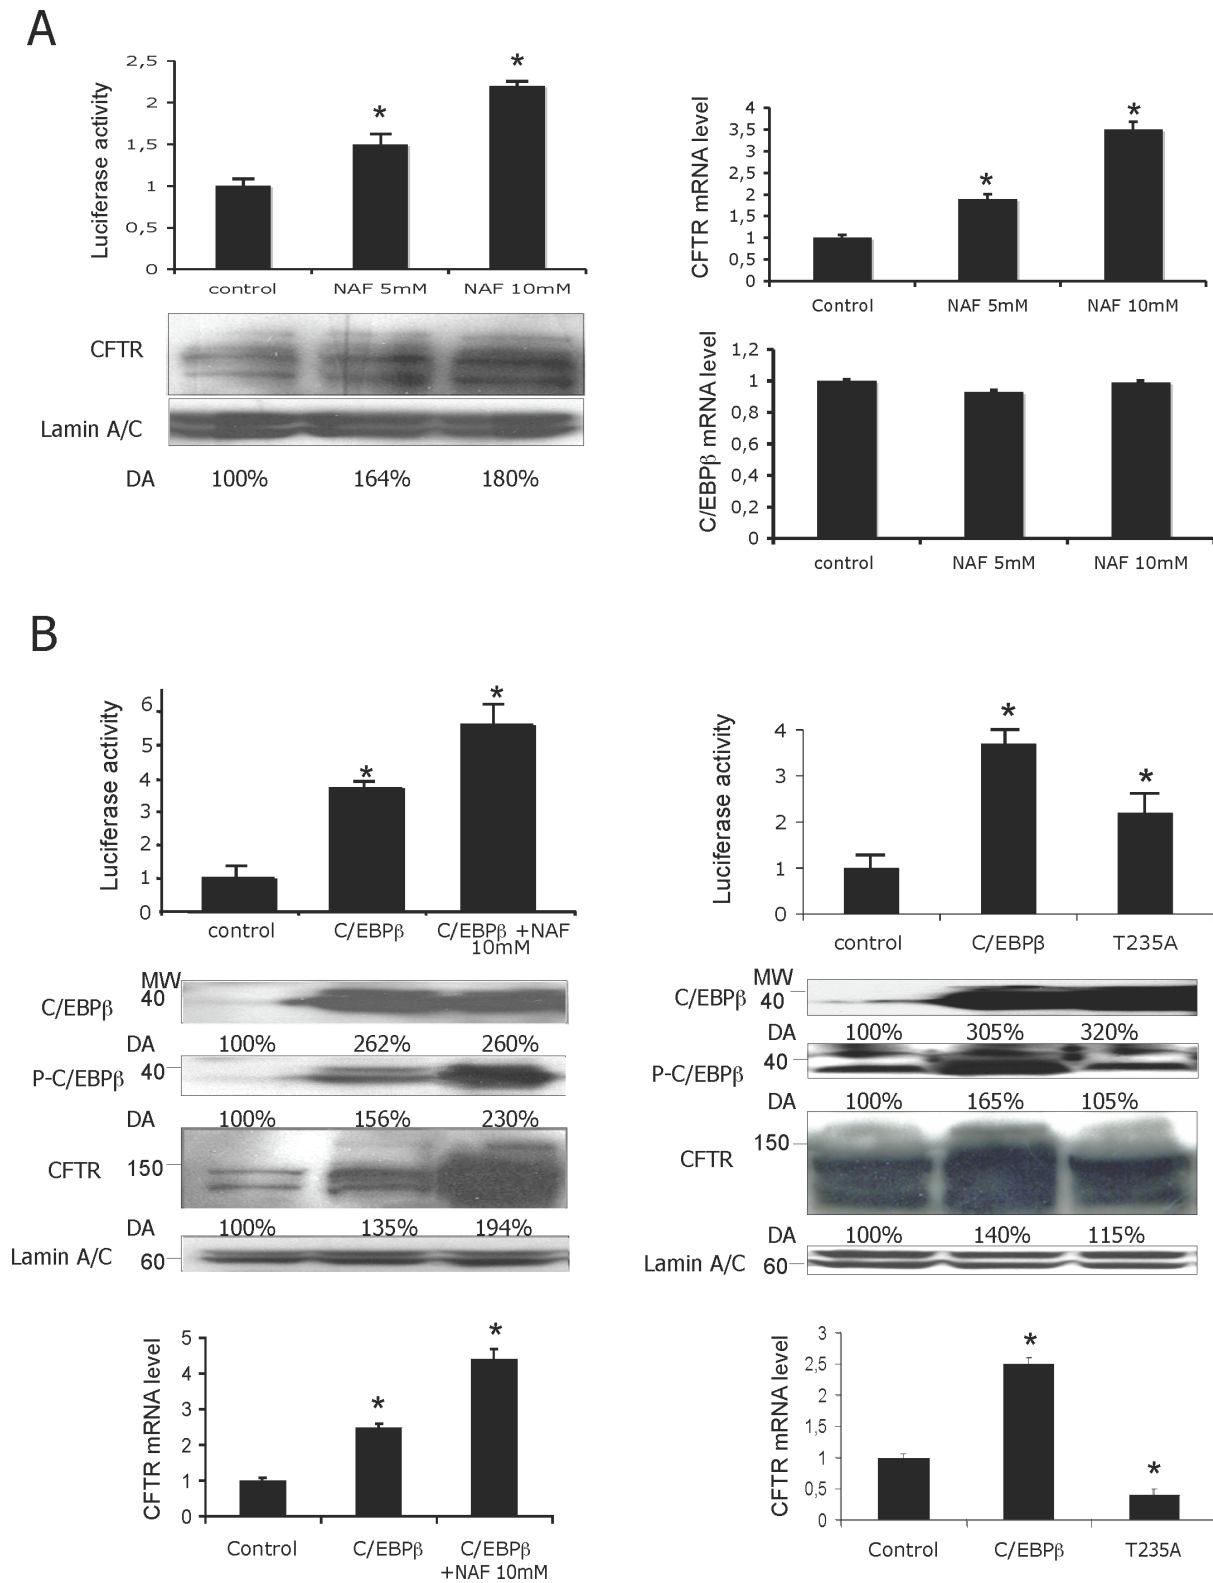 A
Luciferase activity
2,5
2
1,5
1
0,5
0
*
*
control NAF 5mM NAF 10mM
CFTR
Lamin A/C
DA 100% 164% 180%
CFTR mRNA level
4
3,5
3
2,5
2
1,5
1
0,5
0
*
*
Control NAF 5mM NAF 10mM
C/EBPβ mRNA level
1,2
1
0,8
0,6
0,4
0,2
0
control NAF 5mM NAF 10mM
B
Luciferase activity
6
5
4
3
2
1
0
*
*
control C/EBPβ C/EBPβ +NAF
10mM
MW
C/EBPβ 40
DA 100% 262% 260%
P-C/EBPβ 40
DA 100% 156% 230%
CFTR 150
DA 100% 135% 194%
Lamin A/C 60
CFTR mRNA level
5
4
3
2
1
0
*
*
Control C/EBPβ C/EBPβ
+NAF 10mM
Luciferase activity
4
3
2
1
0
*
*
control C/EBPβ T235A
MW
C/EBPβ 40
DA 100% 305% 320%
P-C/EBPβ 40
DA 100% 165% 105%
CFTR 150
DA 100% 140% 115%
Lamin A/C 60
CFTR mRNA level
3
2,5
2
1,5
1
0,5
0
*
*
Control C/EBPβ T235A